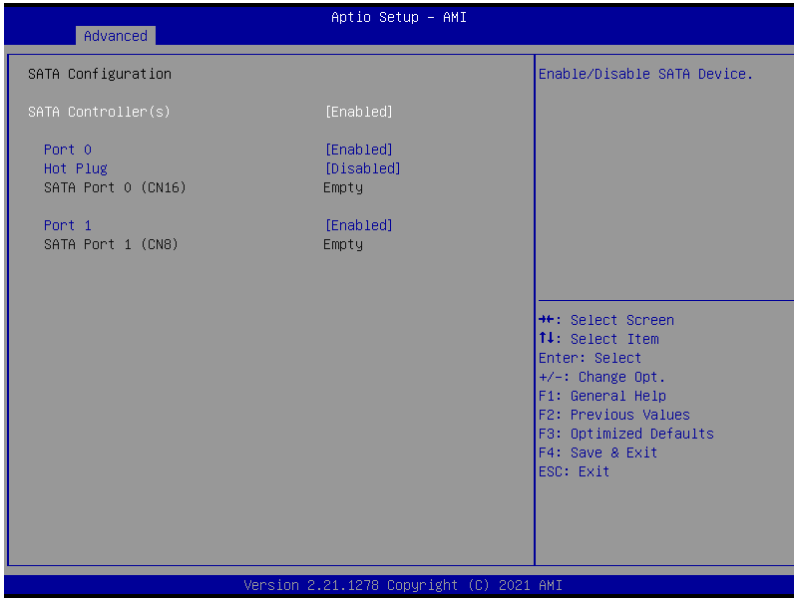 Aptio Setup – AMI
Advanced
SATA Configuration
SATA Controller(s) [Enabled]
Port 0 [Enabled]
Hot Plug [Disabled]
SATA Port 0 (CN16) Empty
Port 1 [Enabled]
SATA Port 1 (CN8) Empty
Enable/Disable SATA Device.
→←: Select Screen
↑↓: Select Item
Enter: Select
+/-: Change Opt.
F1: General Help
F2: Previous Values
F3: Optimized Defaults
F4: Save & Exit
ESC: Exit
Version 2.21.1278 Copyright (C) 2021 AMI